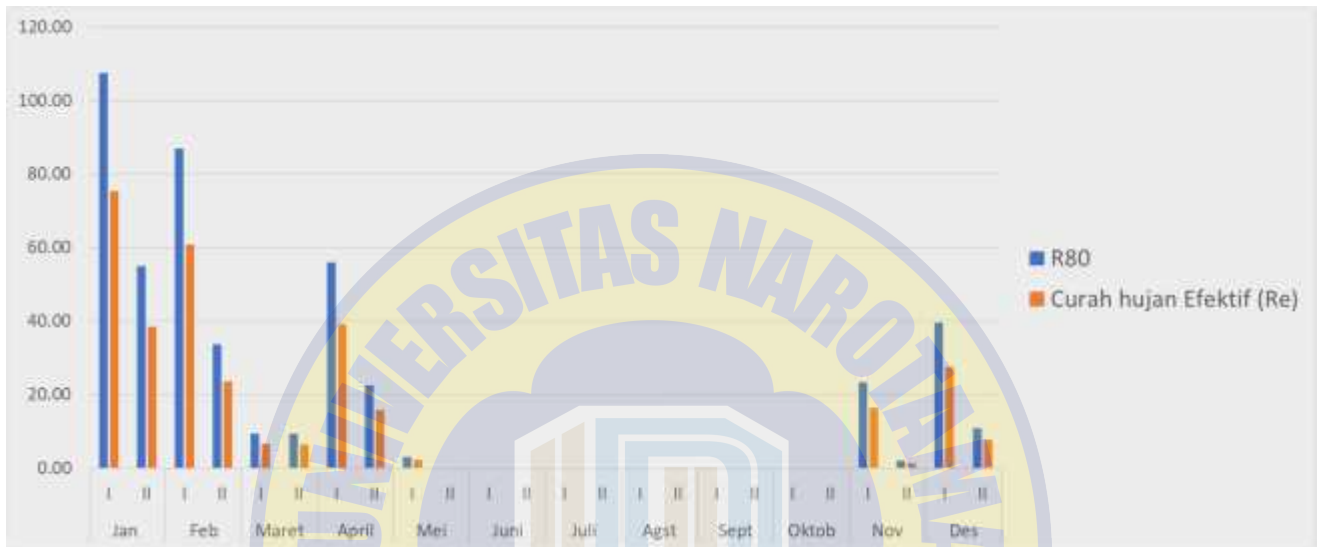 120.00
100.00
80.00
60.00
40.00
20.00
0.00
I II I II I II I II I II I II I II I II I II I II I II I II
Jan Feb Maret April Mei Juni Juli Agst Sept Oktob Nov Des
R80
Curah hujan Efektif (Re)
UNIVERSITAS NAROTAMA